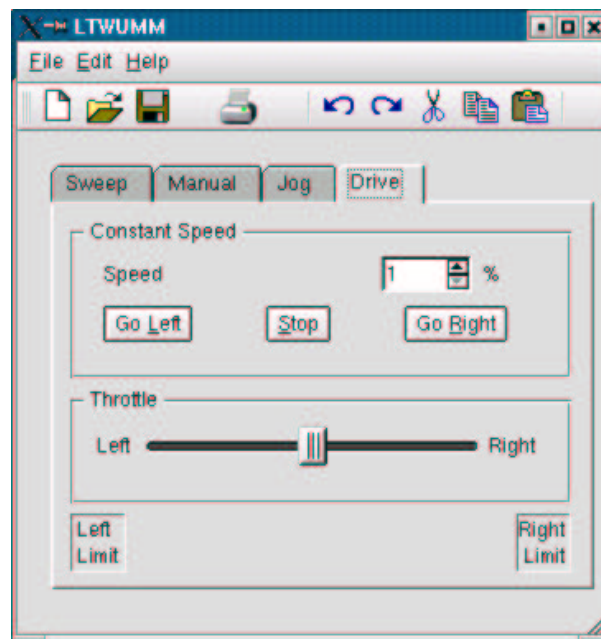 LTWUMM
File Edit Help
Sweep Manual Jog Drive
Constant Speed
Speed 1 %
Go Left Stop Go Right
Throttle
Left Right
Left Right
Limit Limit